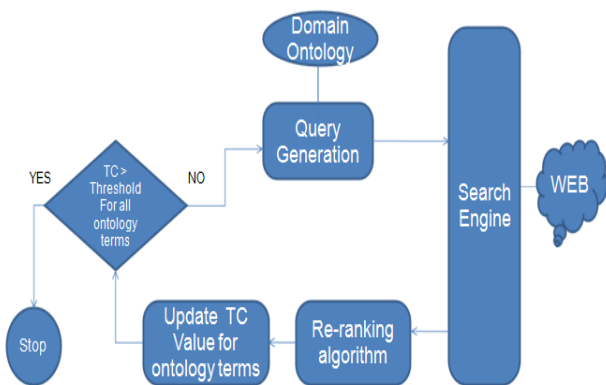 Domain
Ontology
Query
Generation
YES
TC >
Threshold
For all
ontology
terms
NO
Search
Engine
WEB
Stop
Update TC
Value for
ontology terms
Re-ranking
algorithm